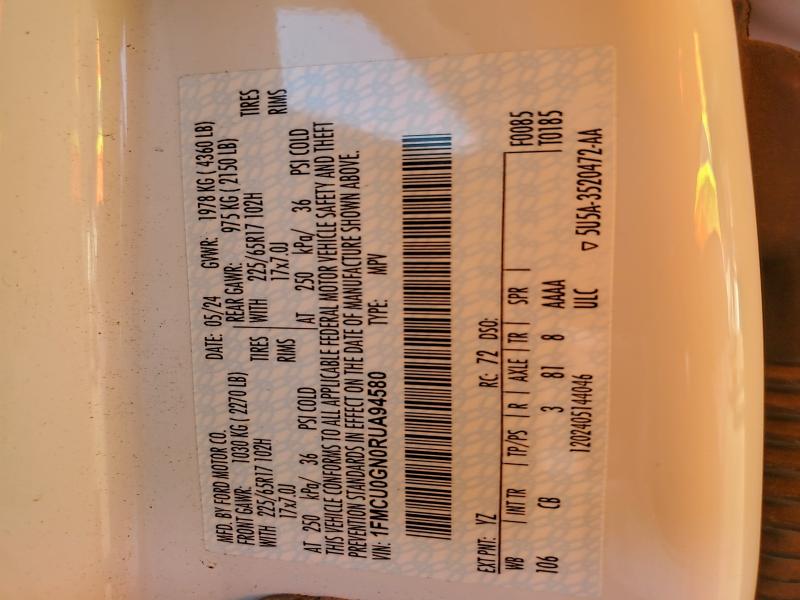 MFD. BY FORD MOTOR CO.
DATE: 05/24 GVWR: 1978 KG ( 4360 LB)
FRONT GAWR: 1030 KG ( 2270 LB) REAR GAWR: 975 KG ( 2150 LB)
WITH 225/65R17 102H TIRES WITH 225/65R17 102H TIRES
17x7.0J RIMS 17x7.0J RIMS
AT 250 kPa/ 36 PSI COLD AT 250 kPa/ 36 PSI COLD
THIS VEHICLE CONFORMS TO ALL APPLICABLE FEDERAL MOTOR VEHICLE SAFETY AND THEFT
PREVENTION STANDARDS IN EFFECT ON THE DATE OF MANUFACTURE SHOWN ABOVE.
VIN: 1FMCU0GN0RUA94580 TYPE: MPV
EXT PNT: YZ RC: 72 DSO: F0085
WB INT TR TP/PS R AXLE TR SPR T0185
106 CB 3 81 8 AAAA
1202405144046 ULC ▽ 5U5A-3520472-AA